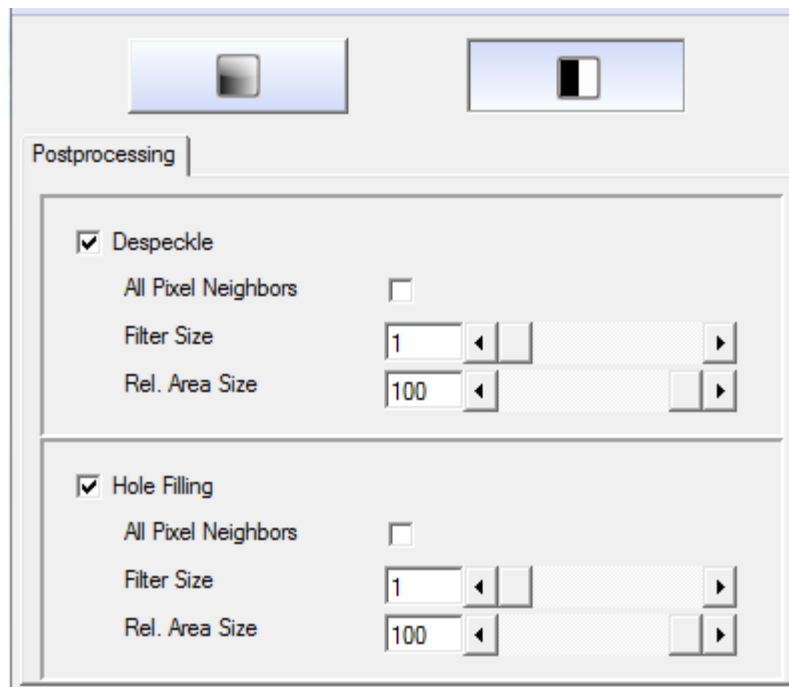 Postprocessing
Despeckle
All Pixel Neighbors
Filter Size 1
Rel. Area Size 100
Hole Filling
All Pixel Neighbors
Filter Size 1
Rel. Area Size 100